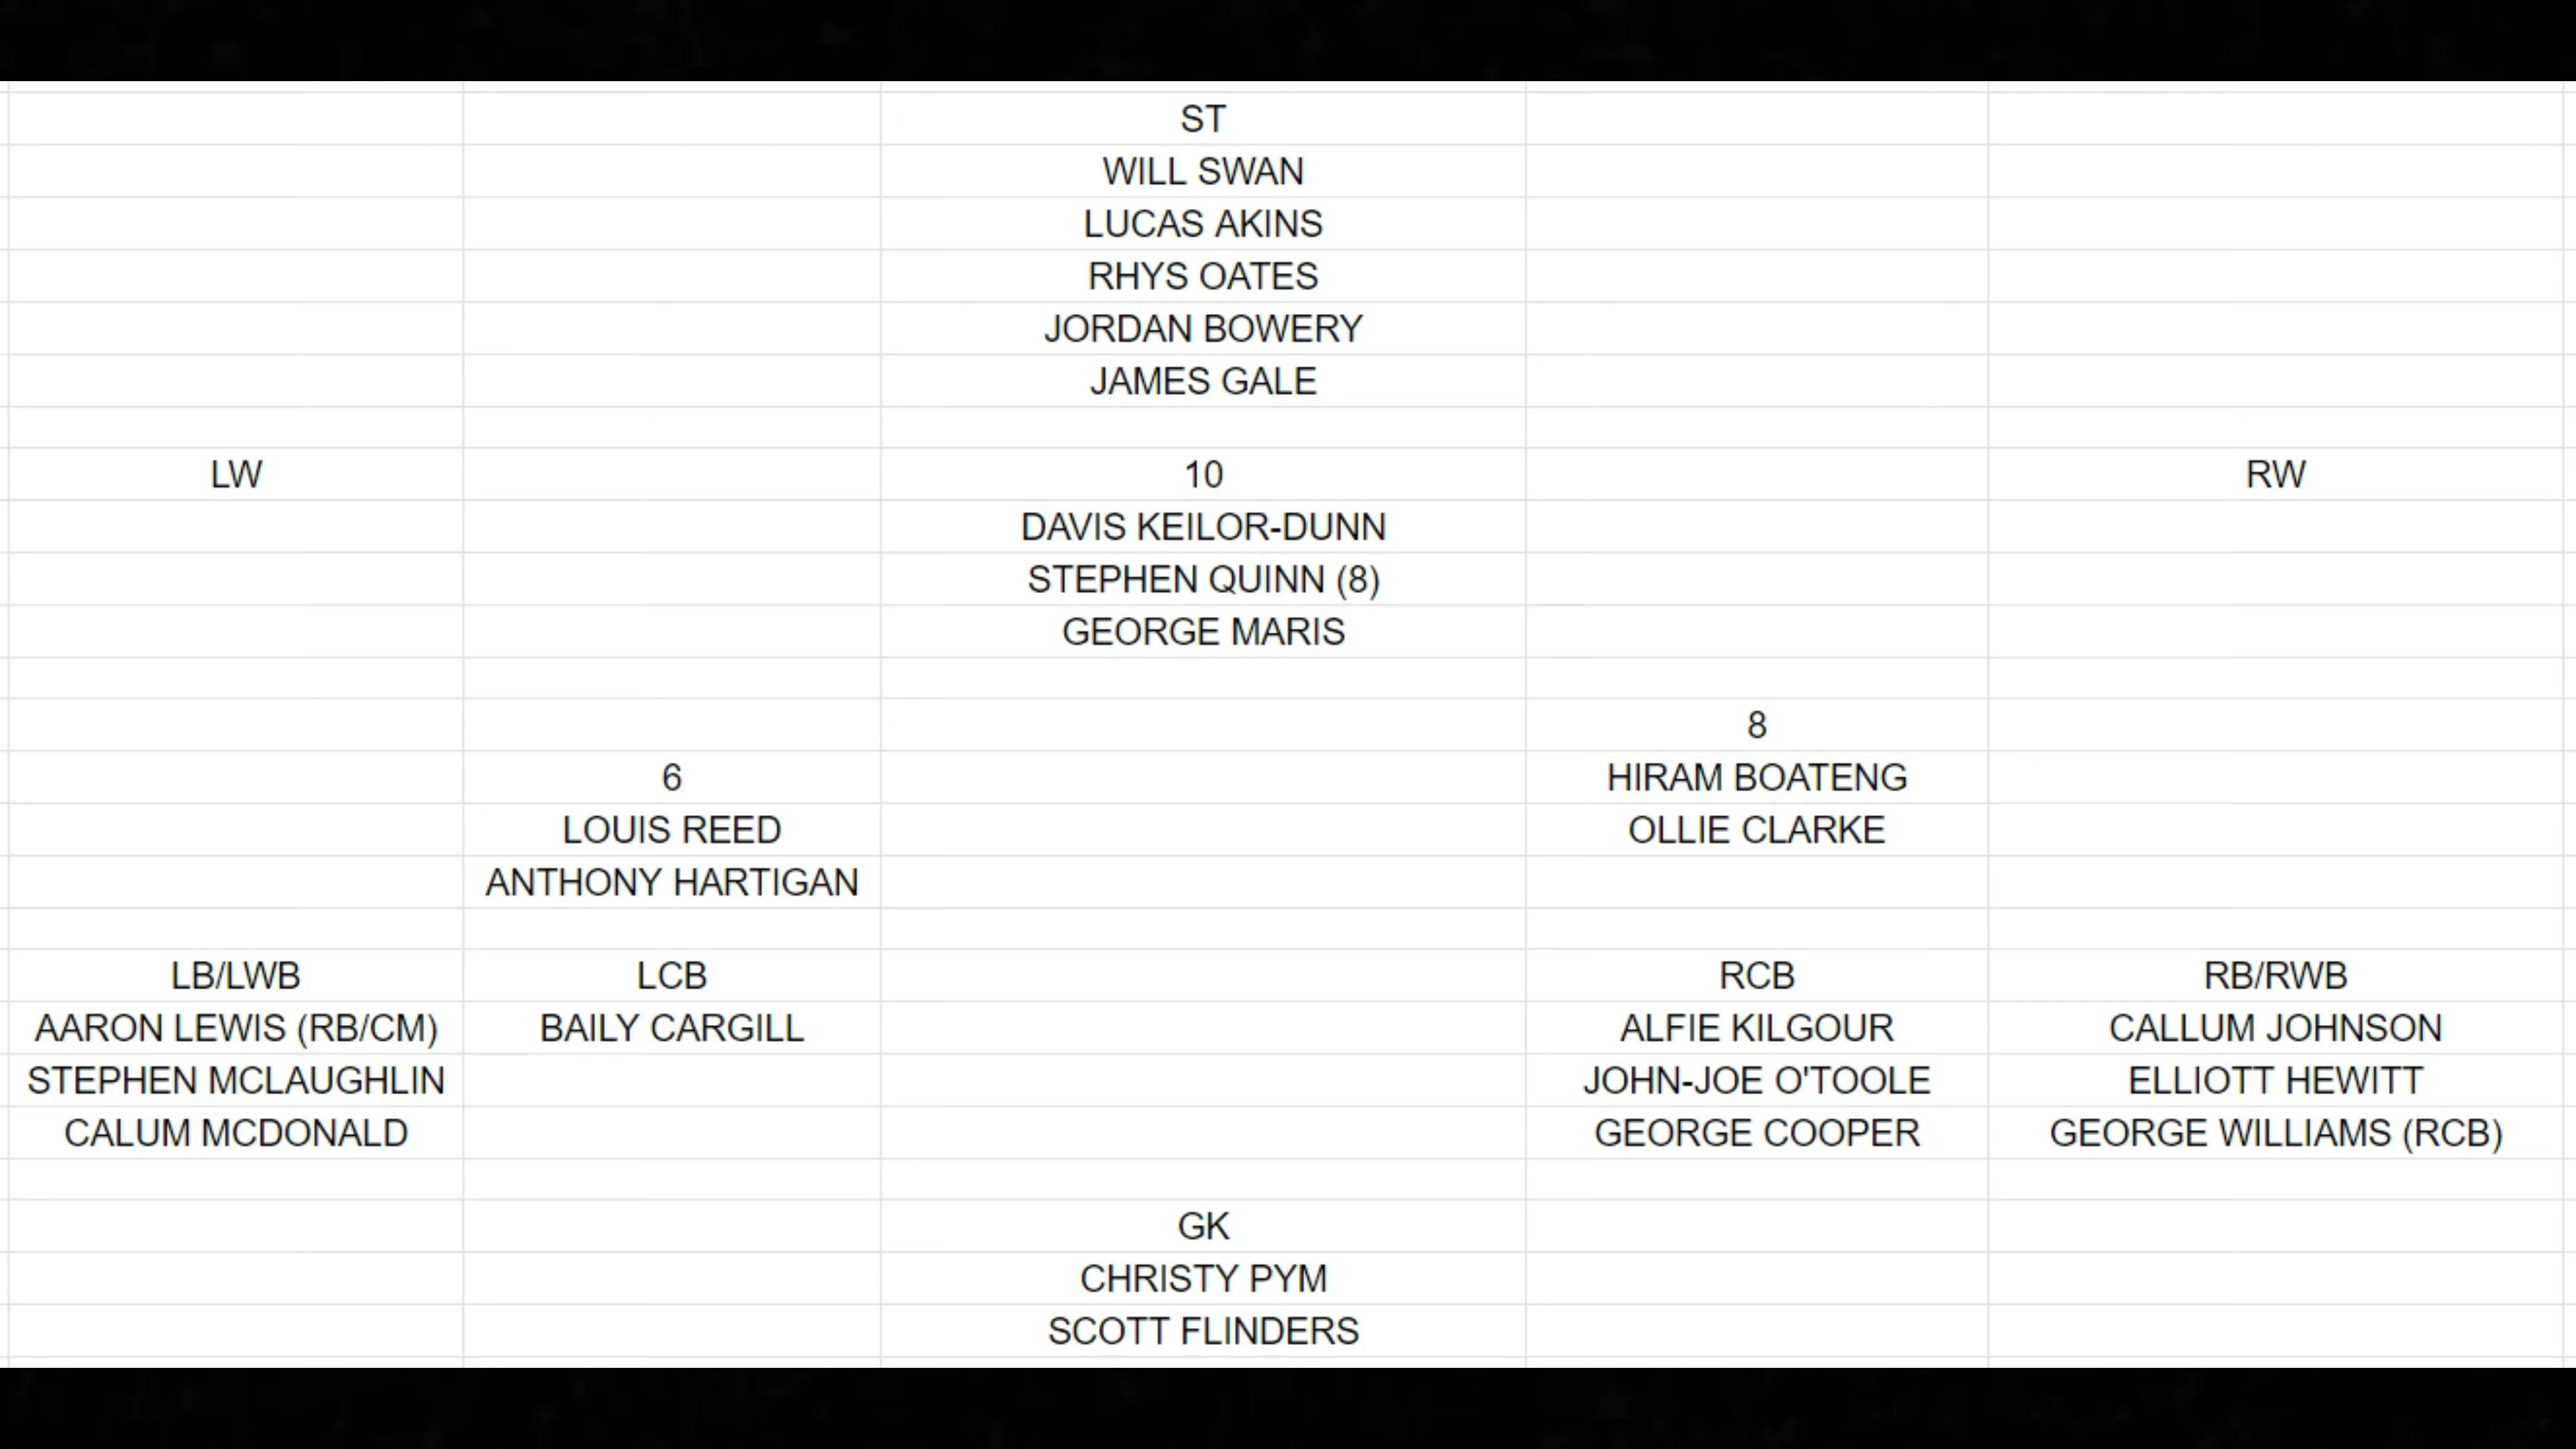 ST
WILL SWAN
LUCAS AKINS
RHYS OATES
JORDAN BOWERY
JAMES GALE
LW 10 RW
DAVIS KEILOR-DUNN
STEPHEN QUINN (8)
GEORGE MARIS
8
6 HIRAM BOATENG
LOUIS REED OLLIE CLARKE
ANTHONY HARTIGAN
LB/LWB LCB RCB RB/RWB
AARON LEWIS (RB/CM) BAILY CARGILL ALFIE KILGOUR CALLUM JOHNSON
STEPHEN MCLAUGHLIN JOHN-JOE O'TOOLE ELLIOTT HEWITT
CALUM MCDONALD GEORGE COOPER GEORGE WILLIAMS (RCB)
GK
CHRISTY PYM
SCOTT FLINDERS